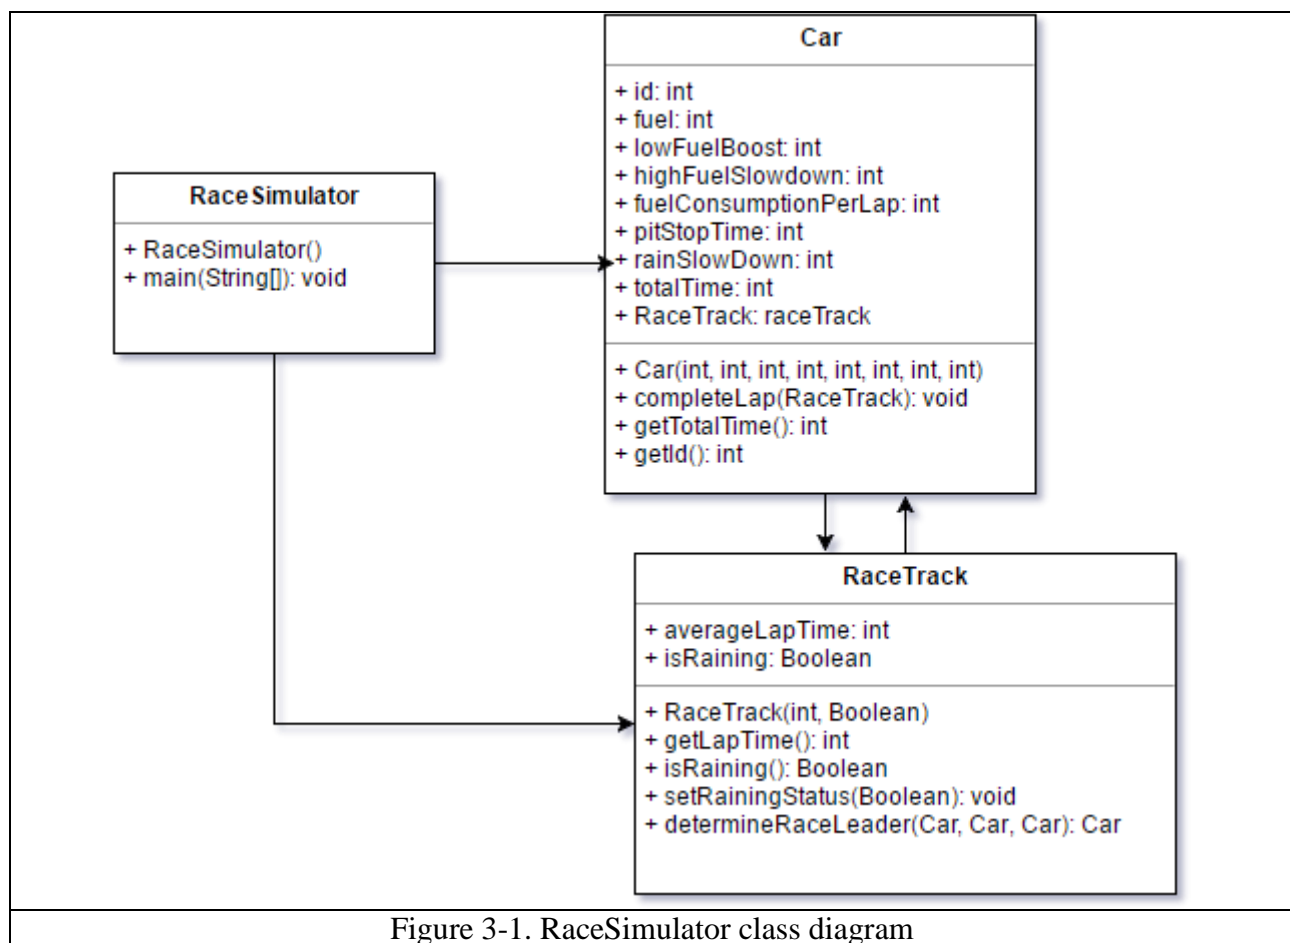 Car
+ id: int
+ fuel: int
+ lowFuelBoost: int
+ highFuelSlowdown: int
+ fuelConsumptionPerLap: int
+ pitStopTime: int
+ rainSlowDown: int
+ totalTime: int
+ RaceTrack: raceTrack
+ Car(int, int, int, int, int, int, int, int)
+ completeLap(RaceTrack): void
+ getTotalTime(): int
+ getId(): int
RaceSimulator
+ RaceSimulator()
+ main(String[]): void
RaceTrack
+ averageLapTime: int
+ isRaining: Boolean
+ RaceTrack(int, Boolean)
+ getLapTime(): int
+ isRaining(): Boolean
+ setRainingStatus(Boolean): void
+ determineRaceLeader(Car, Car, Car): Car
Figure 3-1. RaceSimulator class diagram